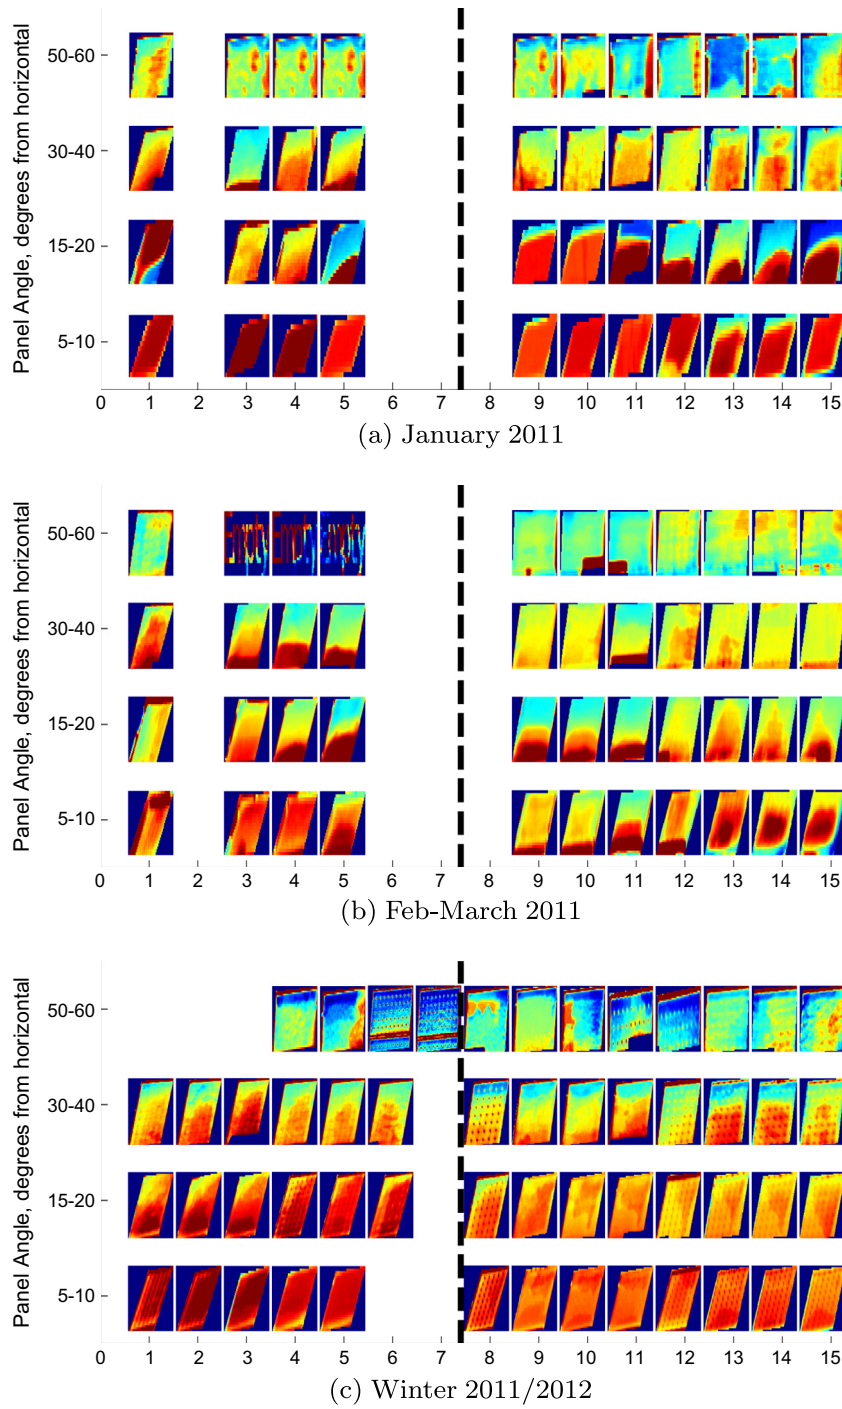 Panel Angle, degrees from horizontal
50-60
30-40
15-20
5-10
0 1 2 3 4 5 6 7 8 9 10 11 12 13 14 15
(a) January 2011
Panel Angle, degrees from horizontal
50-60
30-40
15-20
5-10
0 1 2 3 4 5 6 7 8 9 10 11 12 13 14 15
(b) Feb-March 2011
Panel Angle, degrees from horizontal
50-60
30-40
15-20
5-10
0 1 2 3 4 5 6 7 8 9 10 11 12 13 14 15
(c) Winter 2011/2012